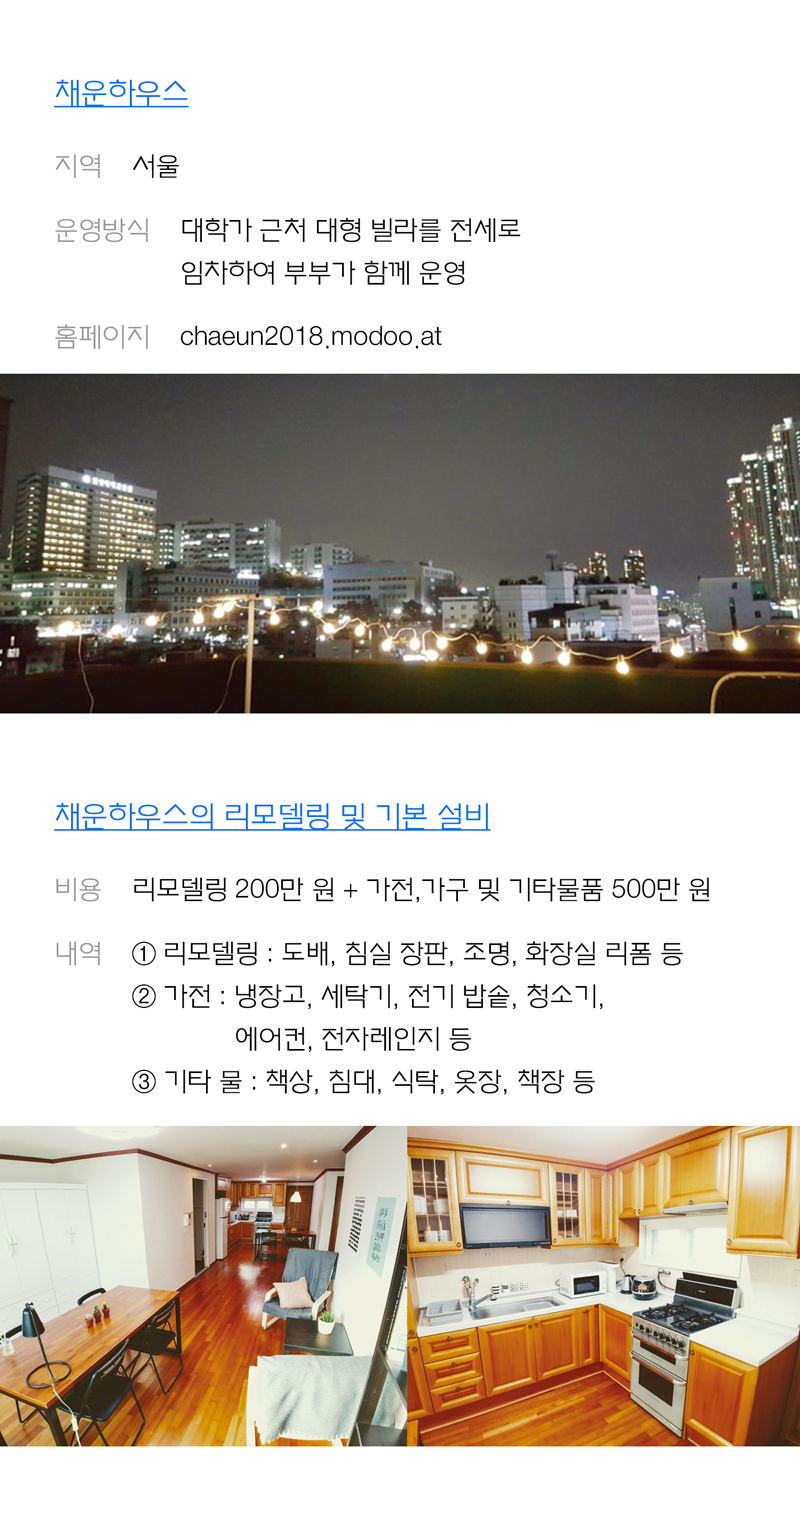 채운하우스
지역 서울
운영방식 대학가 근처 대형 빌라를 전세로
임차하여 부부가 함께 운영
홈페이지 chaeun2018.modoo.at
채운하우스의 리모델링 및 기본 설비
비용 리모델링 200만 원 + 가전,가구 및 기타물품 500만 원
내역 ① 리모델링 : 도배, 침실 장판, 조명, 화장실 리폼 등
② 가전 : 냉장고, 세탁기, 전기 밥솥, 청소기,
에어컨, 전자레인지 등
③ 기타 물 : 책상, 침대, 식탁, 옷장, 책장 등